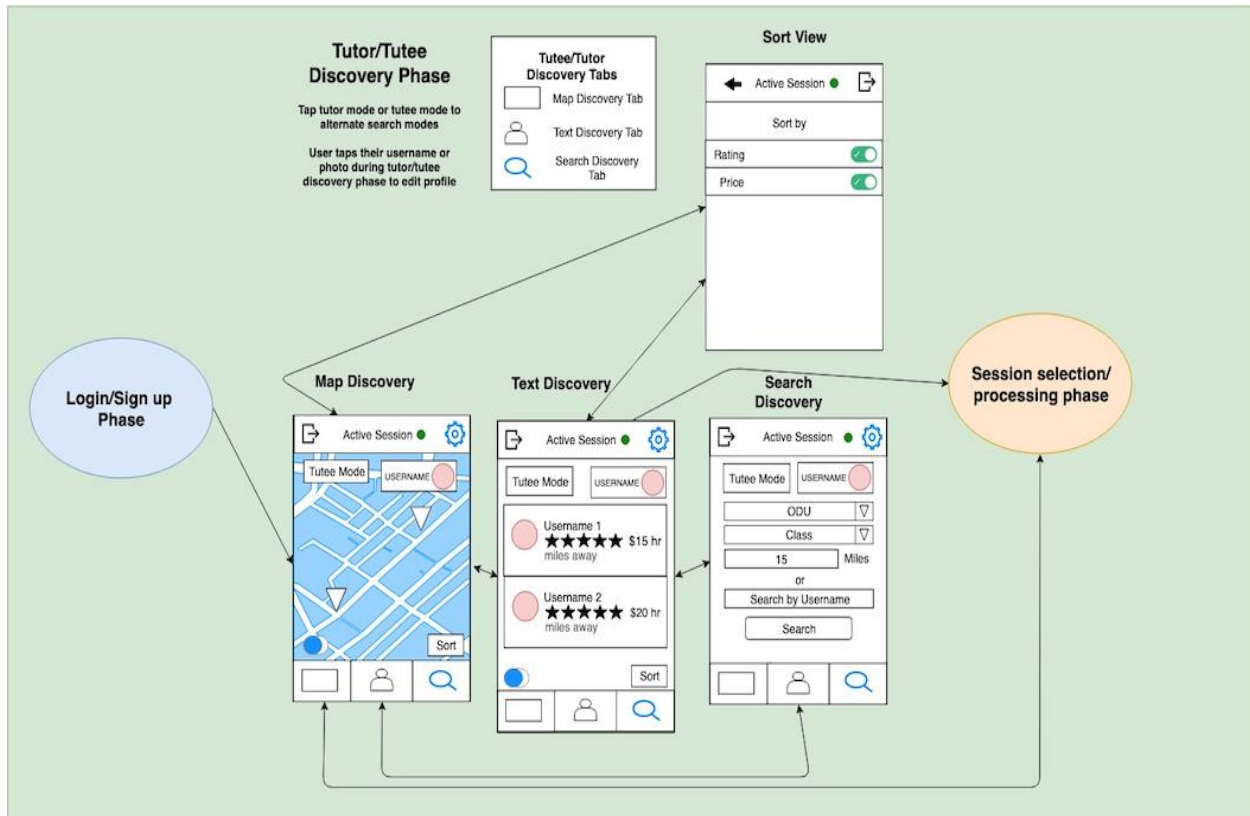 Tutor/Tutee
Discovery Phase
Tap tutor mode or tutee mode to
alternate search modes
User taps their username or
photo during tutor/tutee
discovery phase to edit profile
Tutee/Tutor
Discovery Tabs
Map Discovery Tab
Text Discovery Tab
Search Discovery
Tab
Sort View
Active Session
Sort by
Rating
Price
Login/Sign up
Phase
Map Discovery
Active Session
Tutee Mode
USERNAME
Sort
Text Discovery
Active Session
Tutee Mode
USERNAME
Username 1
$15 hr
miles away
Username 2
$20 hr
miles away
Sort
Search
Discovery
Active Session
Tutee Mode
USERNAME
ODU
Class
15 Miles
or
Search by Username
Search
Session selection/
processing phase